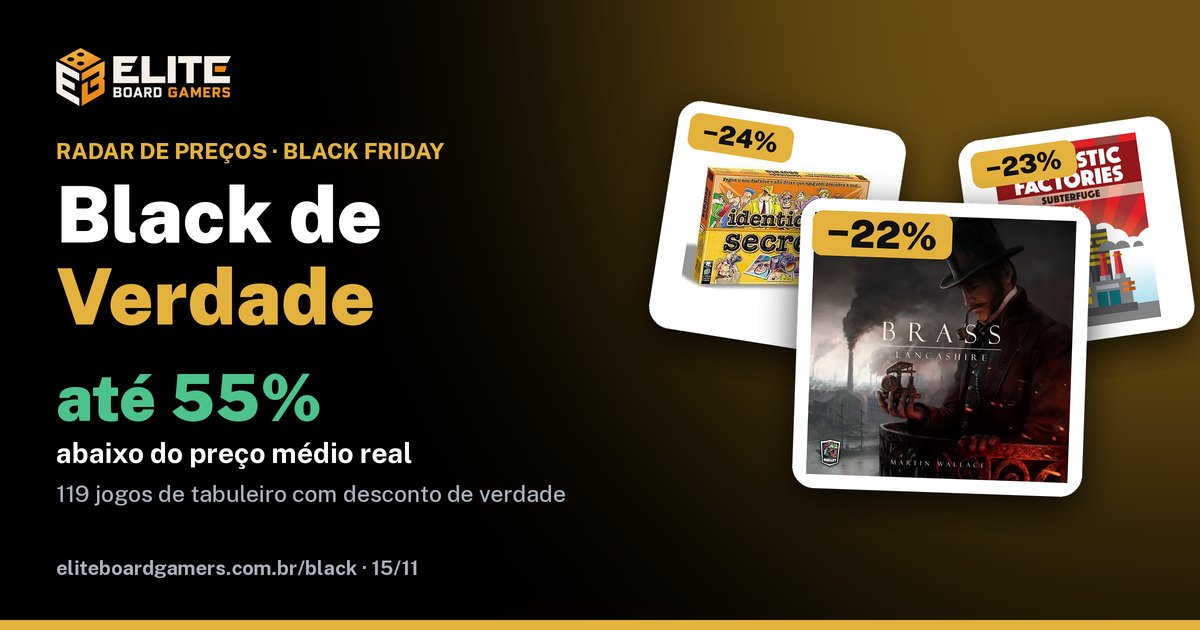 ELITE
BOARD GAMERS
RADAR DE PREÇOS · BLACK FRIDAY
Black de
Verdade
até 55%
abaixo do preço médio real
119 jogos de tabuleiro com desconto de verdade
eliteboardgamers.com.br/black · 15/11
−24%
secre
−23%
STIC
FACTORIES
SUBTERFUGE
−22%
BRASS
LANCASHIRE
MARTIN WALLACE